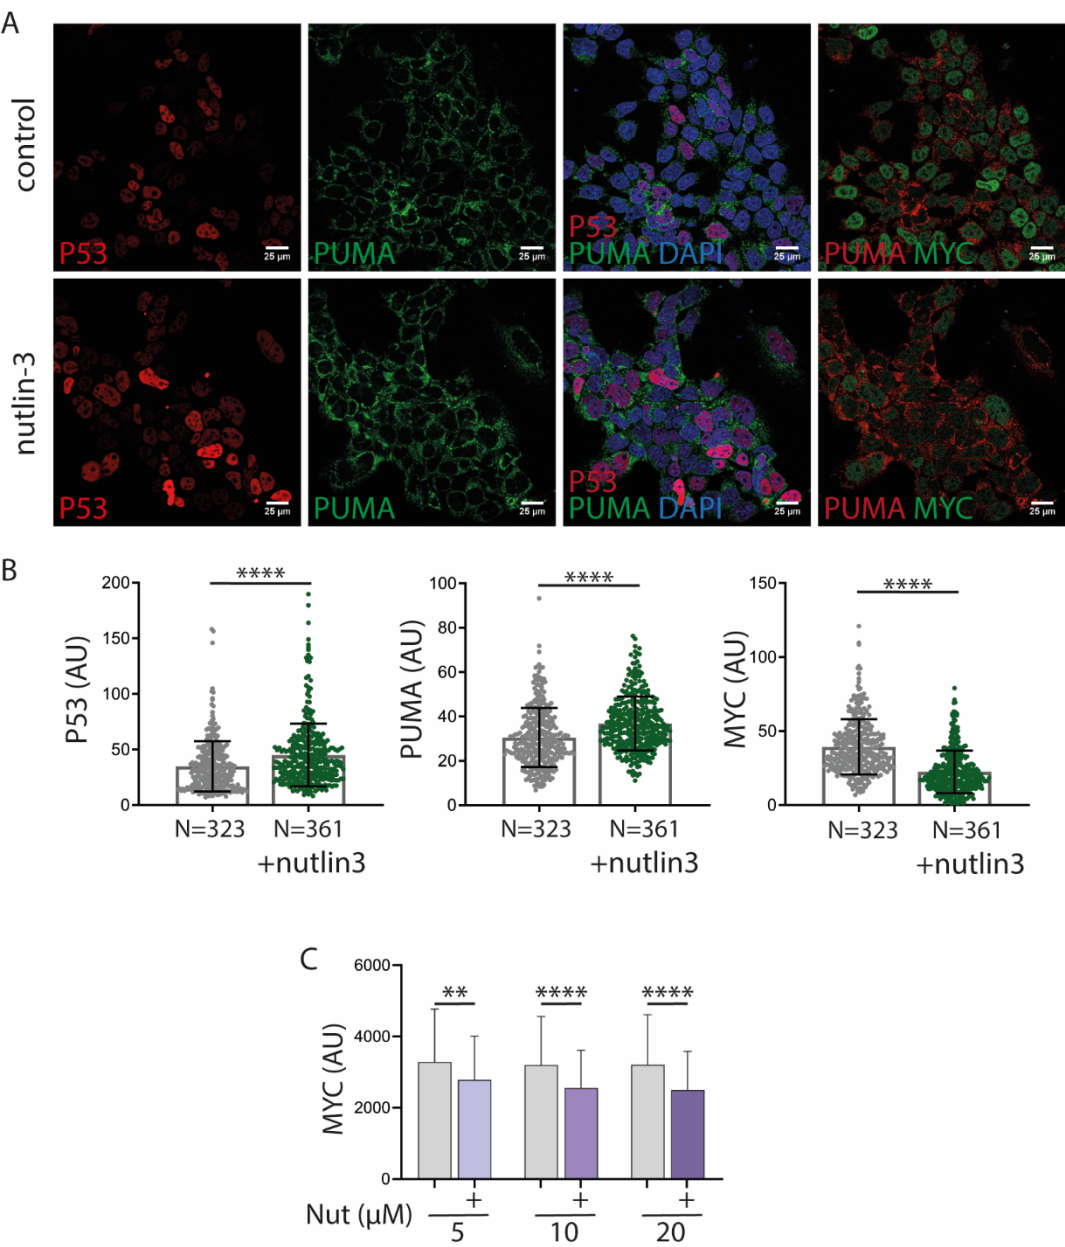 A
control
P53
25 µm
PUMA
25 µm
P53
PUMA DAPI
25 µm
PUMA MYC
25 µm
nutlin-3
P53
25 µm
PUMA
25 µm
P53
PUMA DAPI
25 µm
PUMA MYC
25 µm
B
P53 (AU)
200
150
100
50
0
****
N=323
N=361
+nutlin3
PUMA (AU)
100
80
60
40
20
0
****
N=323
N=361
+nutlin3
MYC (AU)
150
100
50
0
****
N=323
N=361
+nutlin3
C
MYC (AU)
6000
4000
2000
0
** **** ****
+ + +
Nut (µM)
5 10 20